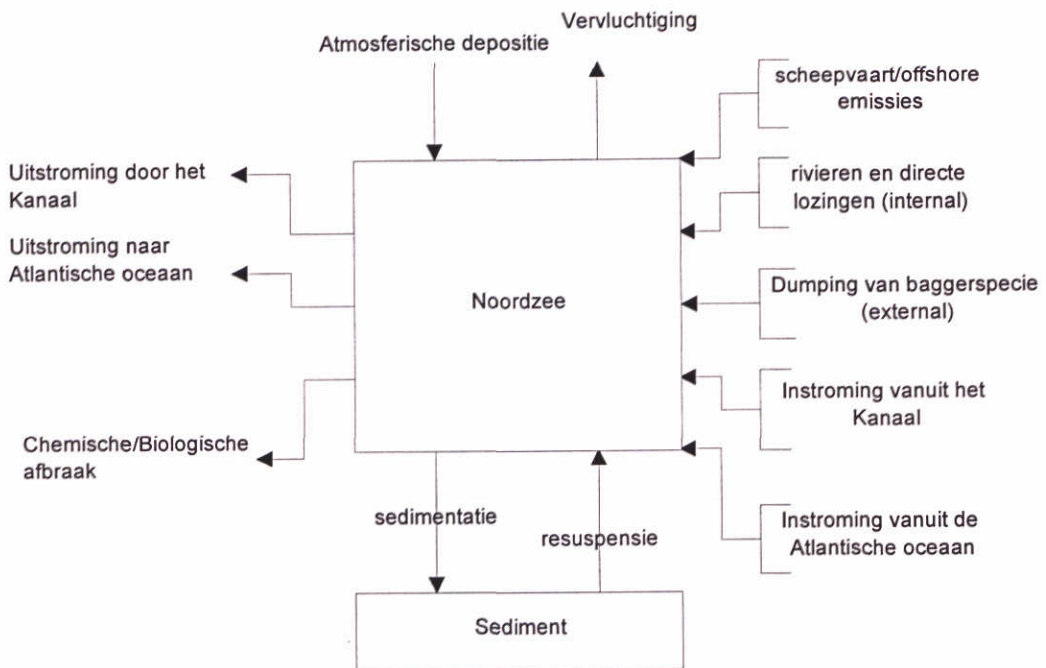 Vervluchtiging
Atmosferische depositie
scheepvaart/offshore
emissies
Uitstroming door het
Kanaal
rivieren en directe
lozingen (internal)
Uitstroming naar
Atlantische oceaan
Noordzee
Dumping van baggerspecie
(external)
Instroming vanuit het
Kanaal
Chemische/Biologische
afbraak
sedimentatie
resuspensie
Instroming vanuit de
Atlantische oceaan
Sediment